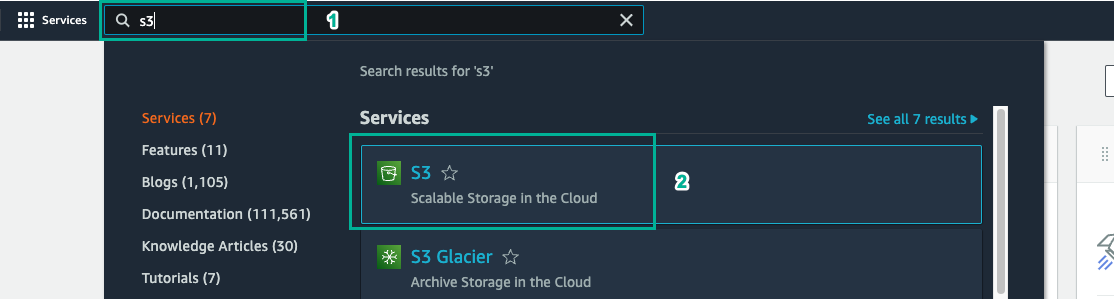 Services
s3
1
Search results for 's3'
Services (7)
Features (11)
Blogs (1,105)
Documentation (111,561)
Knowledge Articles (30)
Tutorials (7)
Services
See all 7 results
S3
Scalable Storage in the Cloud
2
S3 Glacier
Archive Storage in the Cloud